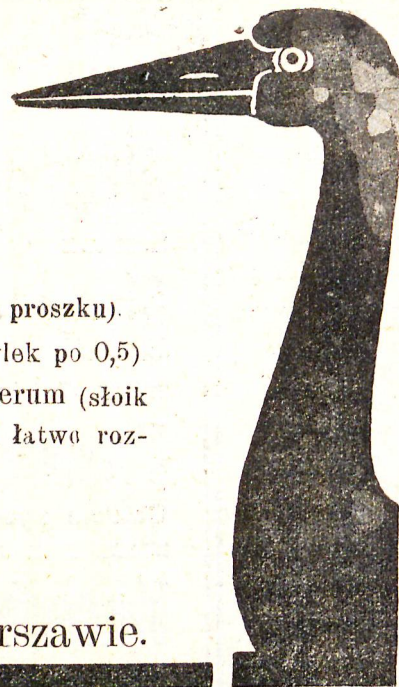 proszku).
lek po 0,5)
erum (słoik
łatwo roz-
rszawie.